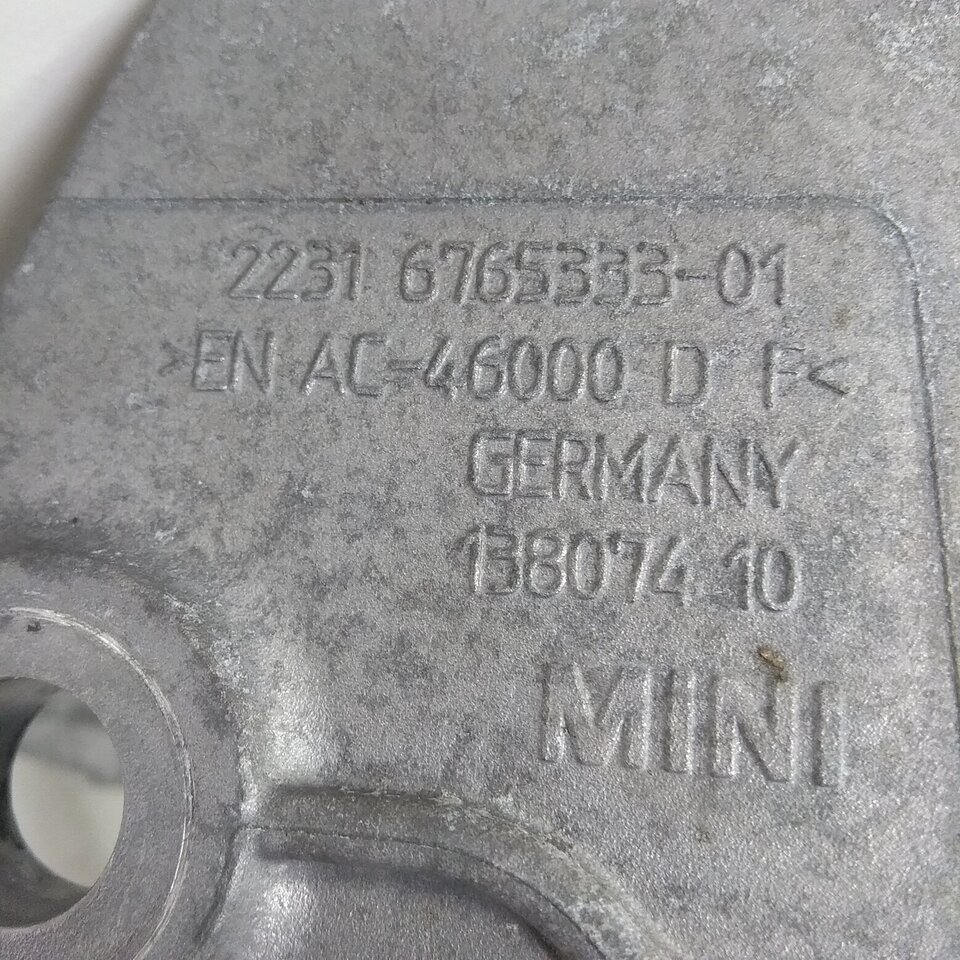 2231 6765333-01
>EN AC-46000 D F<
GERMANY
138074 10
MINI